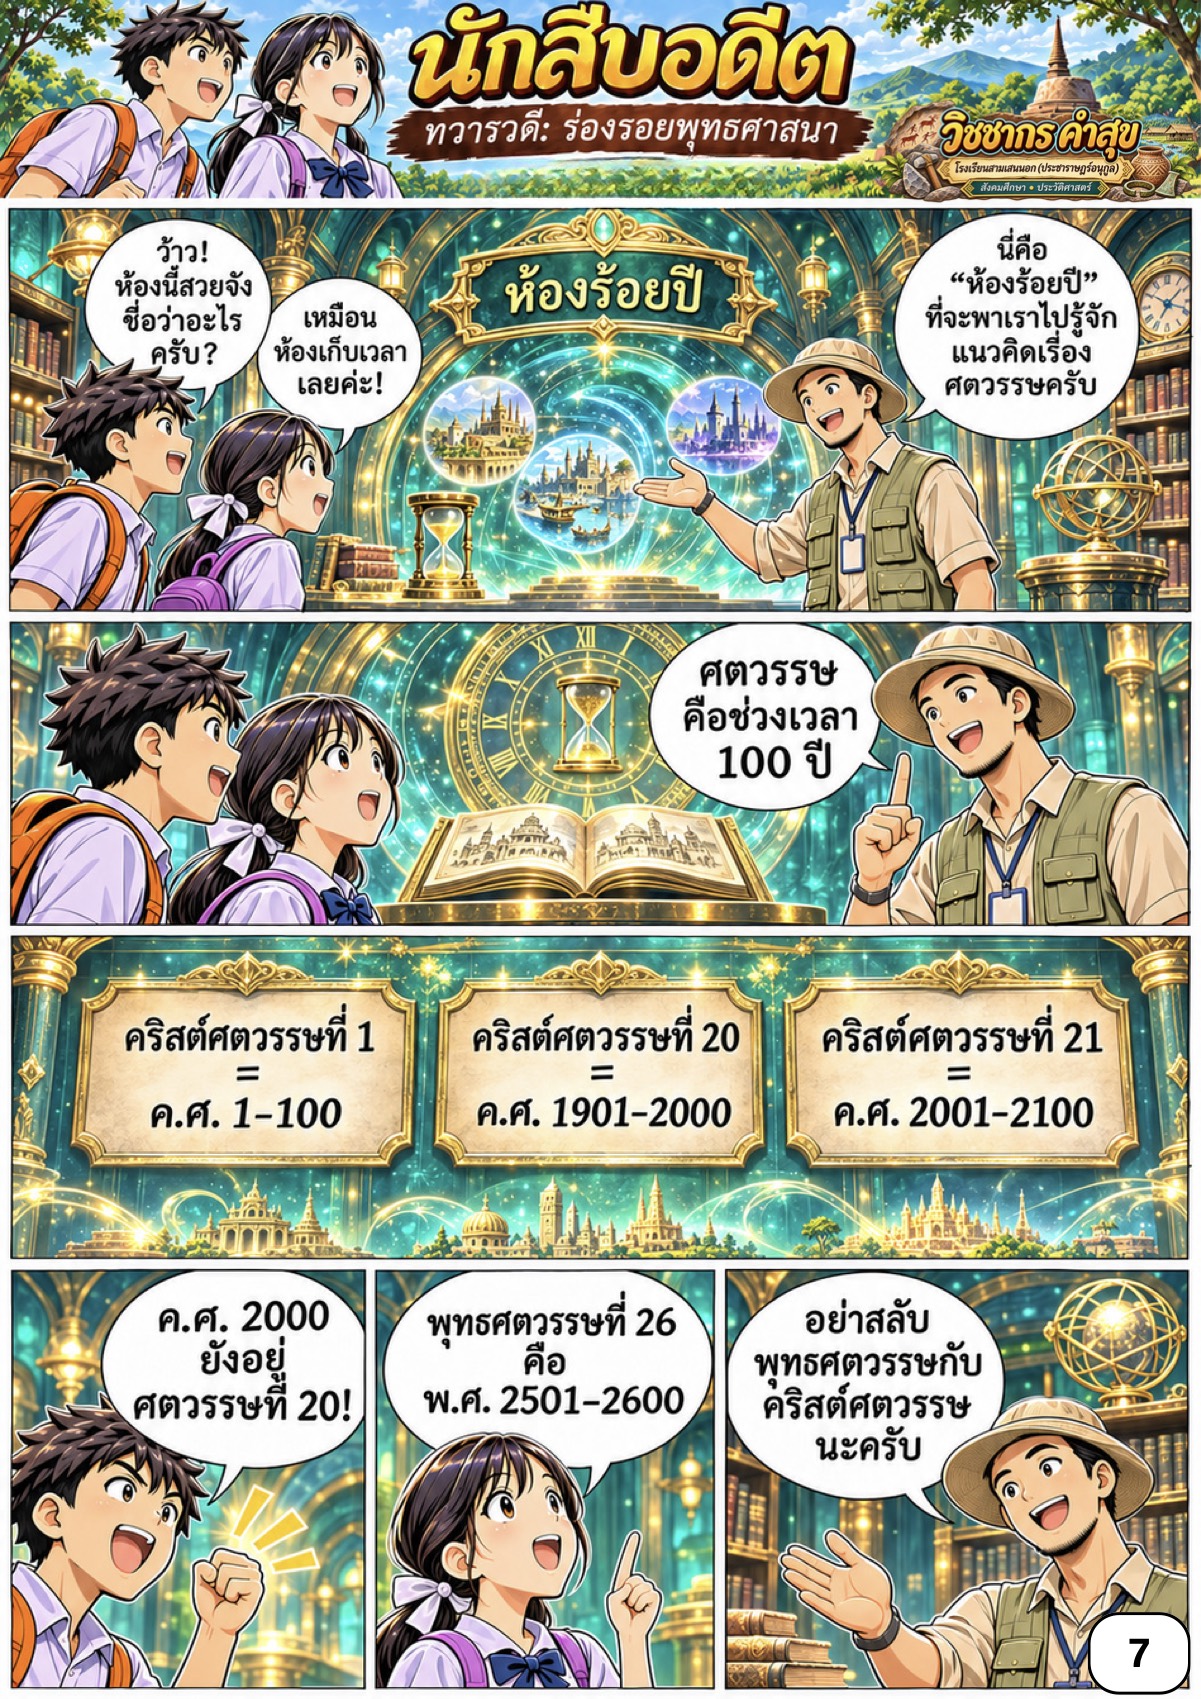 นักสืบอดีต
ทวารวดี: ร่องรอยพุทธศาสนา
วิชชากร คำสุข
โรงเรียนสามเสนนอก (ประชาราษฎร์อนุกูล)
สังคมศึกษา • ประวัติศาสตร์
ว้าว!
ห้องนี้สวยจัง
ชื่อว่าอะไร
ครับ?
เหมือน
ห้องเก็บเวลา
เลยค่ะ!
ห้องร้อยปี
นี่คือ
“ห้องร้อยปี”
ที่จะพาเราไปรู้จัก
แนวคิดเรื่อง
ศตวรรษครับ
ศตวรรษ
คือช่วงเวลา
100 ปี
คริสต์ศตวรรษที่ 1
=
ค.ศ. 1–100
คริสต์ศตวรรษที่ 20
=
ค.ศ. 1901–2000
คริสต์ศตวรรษที่ 21
=
ค.ศ. 2001–2100
ค.ศ. 2000
ยังอยู่
ศตวรรษที่ 20!
พุทธศตวรรษที่ 26
คือ
พ.ศ. 2501–2600
อย่าสลับ
พุทธศตวรรษกับ
คริสต์ศตวรรษ
นะครับ
7